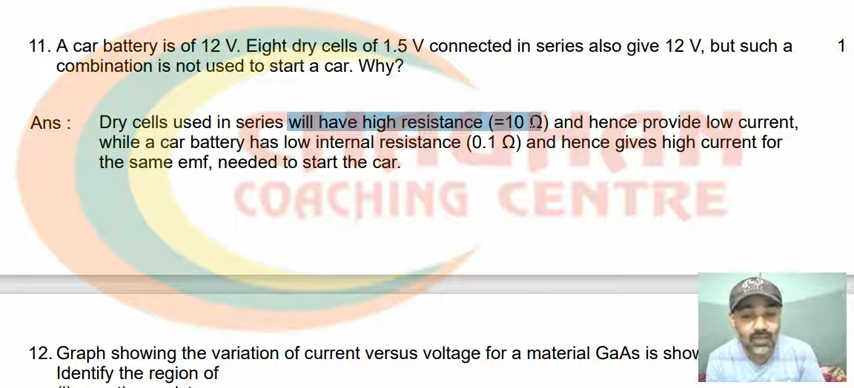 11. A car battery is of 12 V. Eight dry cells of 1.5 V connected in series also give 12 V, but such a 1
combination is not used to start a car. Why?
Ans : Dry cells used in series will have high resistance (=10 Ω) and hence provide low current,
while a car battery has low internal resistance (0.1 Ω) and hence gives high current for
the same emf, needed to start the car.
COACHING CENTRE
12. Graph showing the variation of current versus voltage for a material GaAs is
Identify the region of